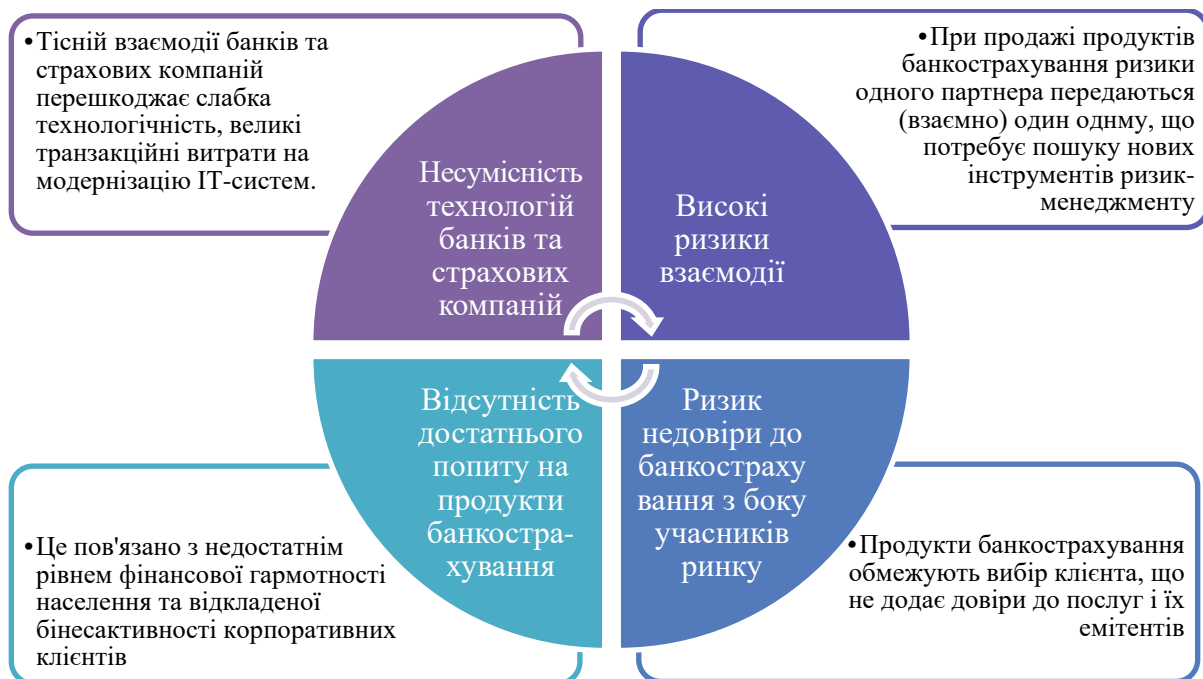 •Тісній взаємодії банків та
страхових компаній
перешкоджає слабка
технологічність, великі
транзакційні витрати на
модернізацію ІТ-систем.
Несумісність
технологій
банків та
страхових
компаній
•При продажі продуктів
банкострахування ризики
одного партнера передаються
(взаємно) один однму, що
потребує пошуку нових
інструментів ризик-
менеджменту
Високі
ризики
взаємодії
Відсутність
достатнього
попиту на
продукти
банкостра-
хування
•Це пов'язано з недостатнім
рівнем фінансової гармотності
населення та відкладеної
бінесактивності корпоративних
клієнтів
Ризик
недовіри до
банкостраху
вання з боку
учасників
ринку
•Продукти банкострахування
обмежують вибір клієнта, що
не додає довіри до послуг і їх
емітентів